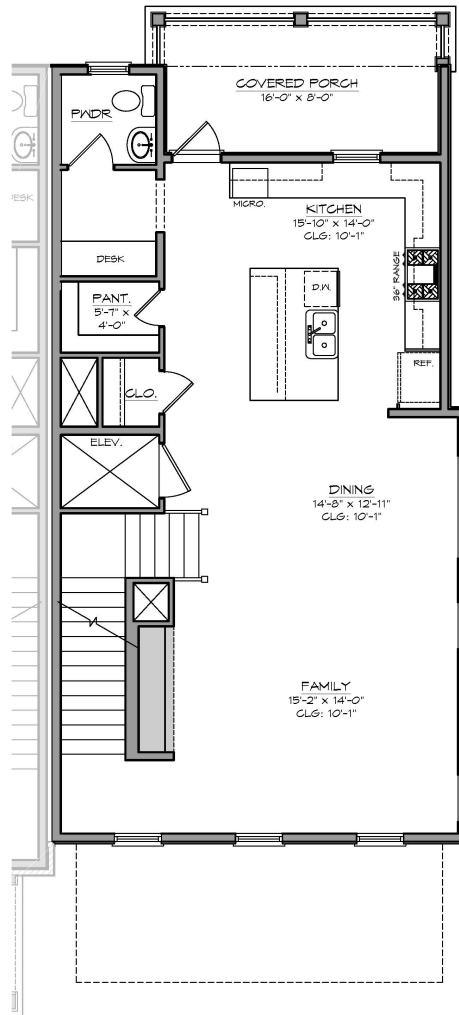 COVERED PORCH
16'-0" x 8'-0"
PWDR
DESK
MICRO.
KITCHEN
15'-10" x 14'-0"
CLG: 10'-1"
36" RANGE
DESK
D.W.
PANT.
5'-7" x
4'-0"
REF.
CLO.
ELEV.
DINING
14'-8" x 12'-11"
CLG: 10'-1"
FAMILY
15'-2" x 14'-0"
CLG: 10'-1"